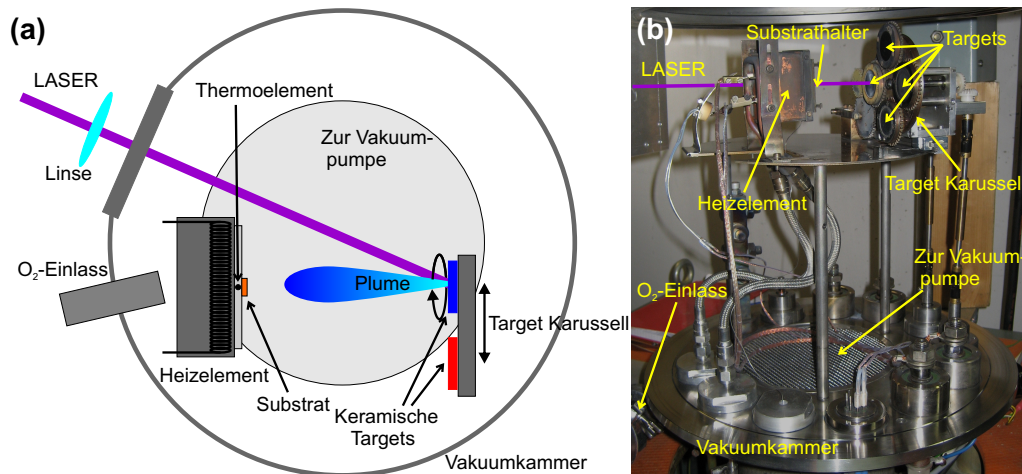 (a)
LASER
Linse
Thermoelement
Zur Vakuum-
pumpe
O₂-Einlass
Plume
Target Karussell
Heizelement
Substrat
Keramische
Targets
Vakuumkammer
(b)
Substrathalter
Targets
LASER
Target Karussell
Heizelement
Zur Vakuum-
pumpe
O₂-Einlass
Vakuumkammer